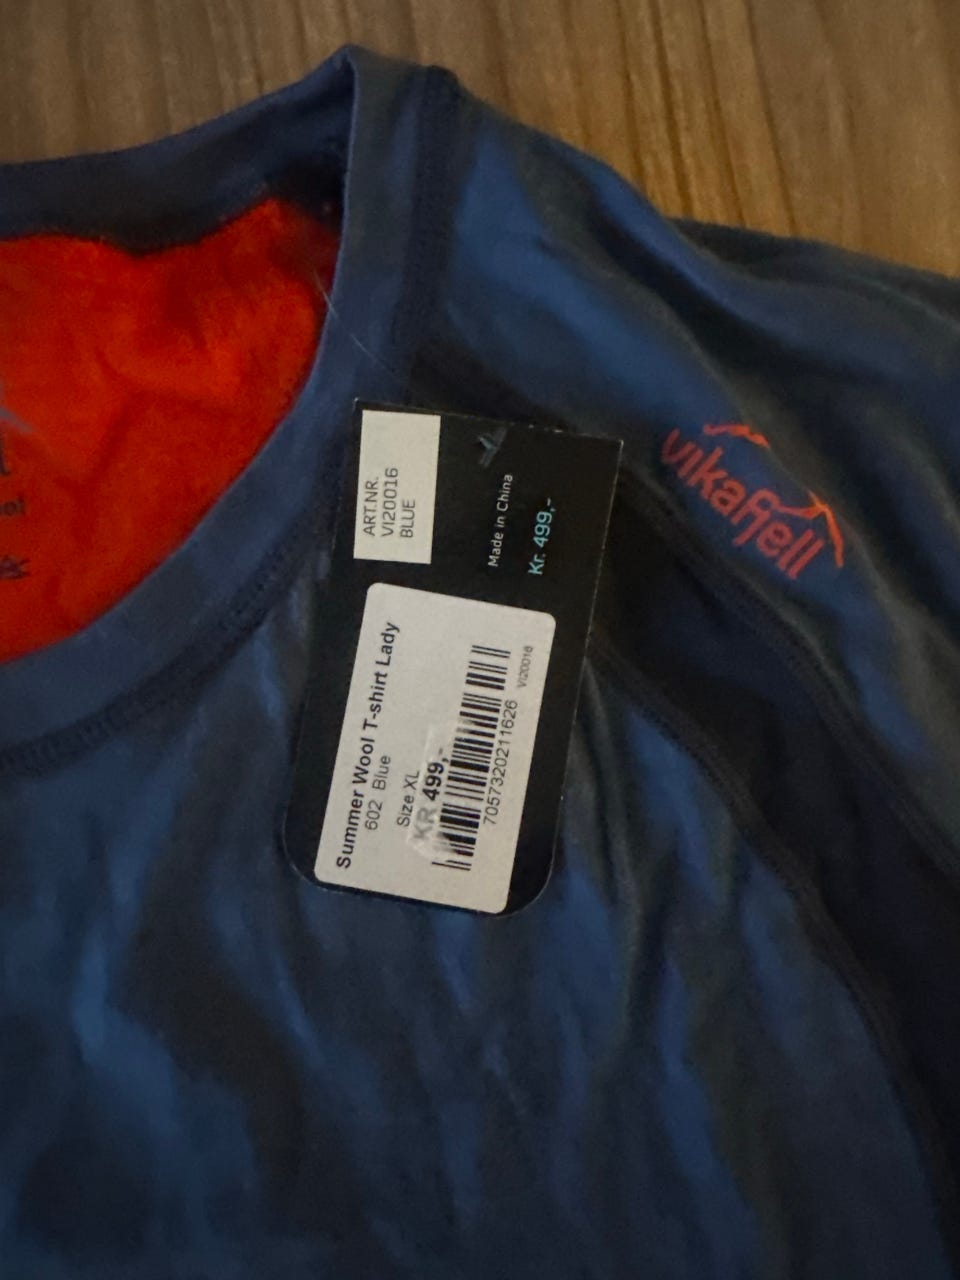 vikafjell
ART.NR.
VI20016
BLUE
Made in China
Kr. 499,-
Summer Wool T-shirt Lady
602 Blue
Size XL
KR 499,-
7057320211626
VI20016